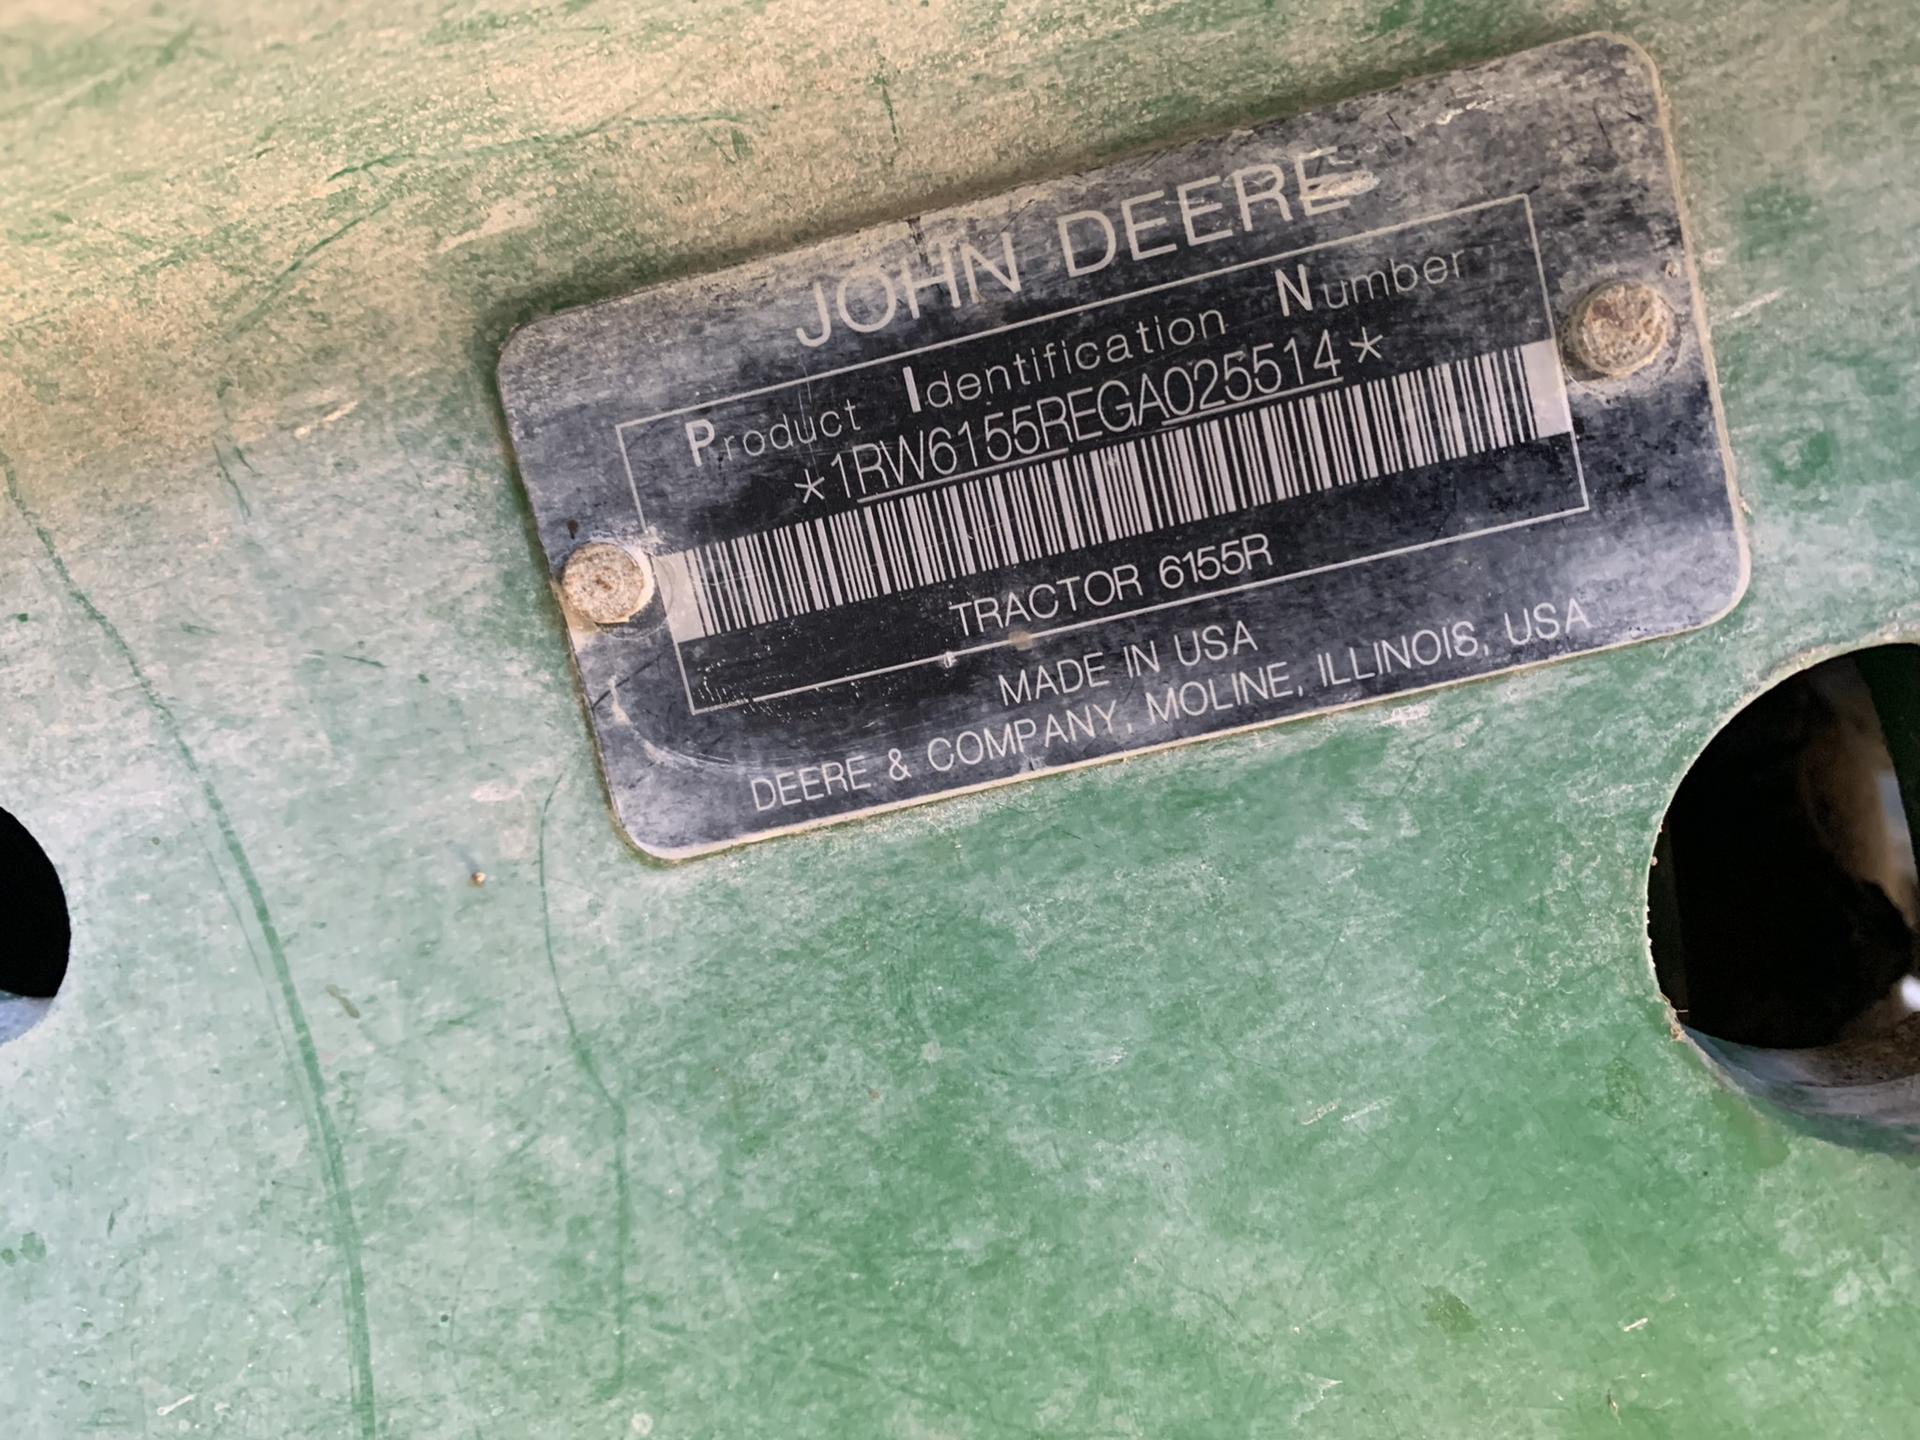 JOHN DEERE
Product Identification Number
*1RW6155REGA025514*
TRACTOR 6155R
MADE IN USA
DEERE & COMPANY, MOLINE, ILLINOIS, USA